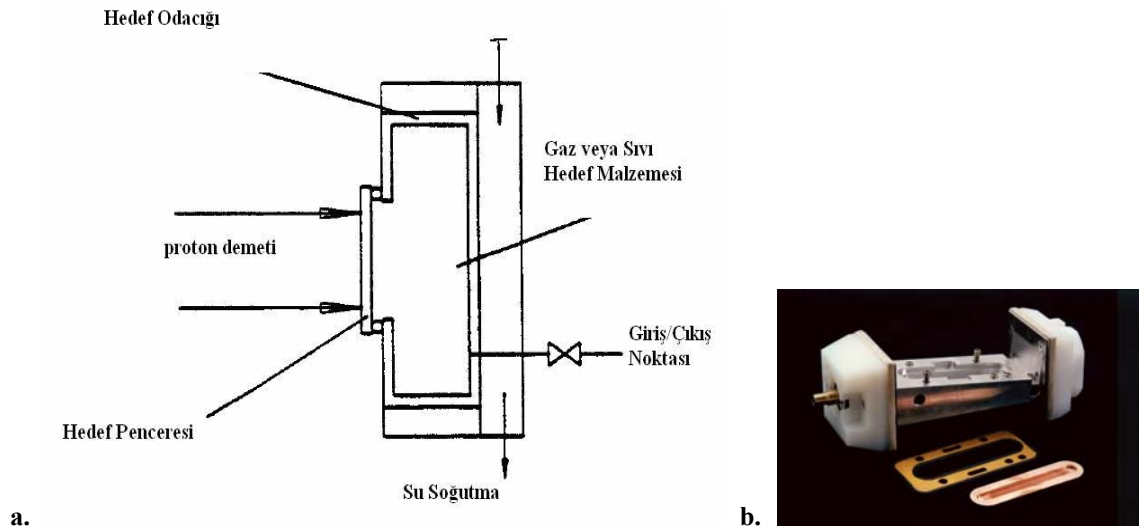 Hedef Odacığı
Gaz veya Sıvı
Hedef Malzemesi
proton demeti
Giriş/Çıkış
Noktası
Hedef Penceresi
Su Soğutma
a.
b.